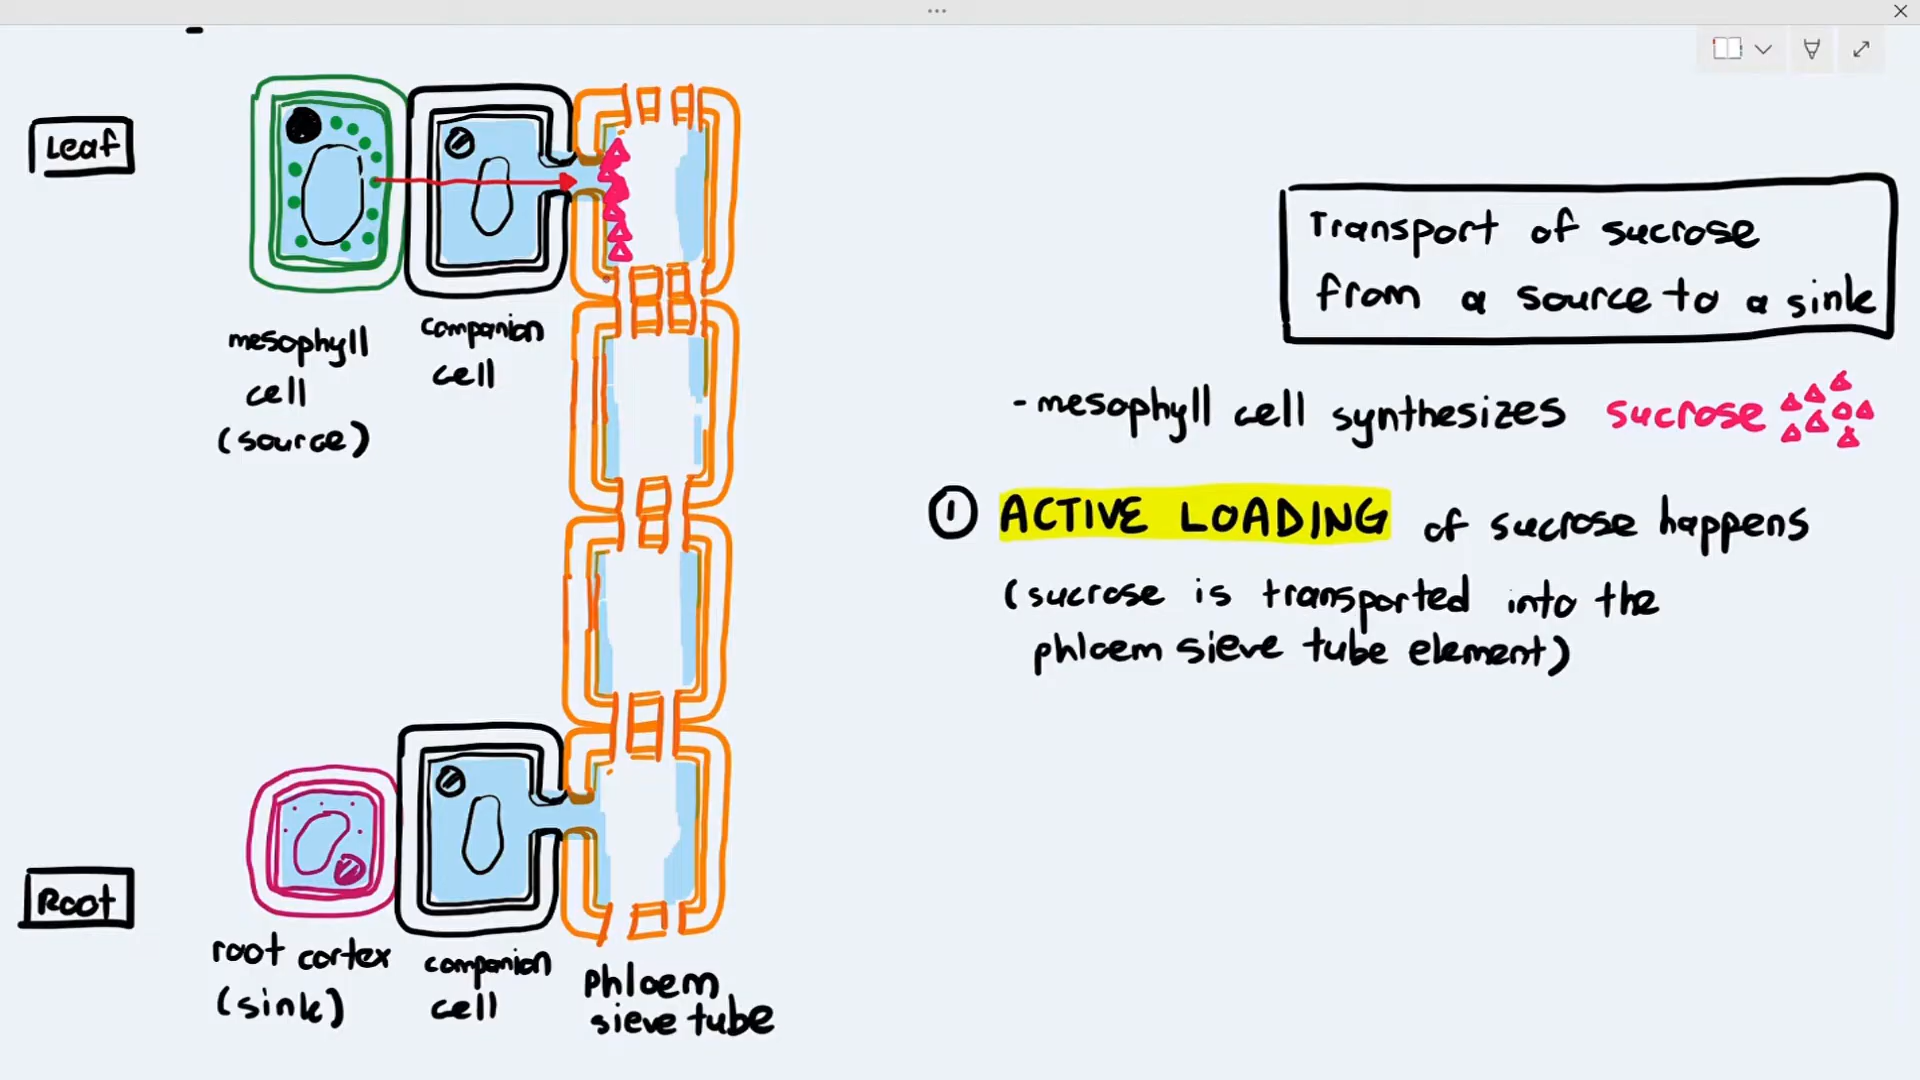 Leaf
mesophyll
cell
(source)
companion
cell
Transport of sucrose
from a source to a sink
- mesophyll cell synthesizes sucrose
① ACTIVE LOADING of sucrose happens
(sucrose is transported into the
phloem sieve tube element)
Root
root cortex
(sink)
companion
cell
phloem
sieve tube